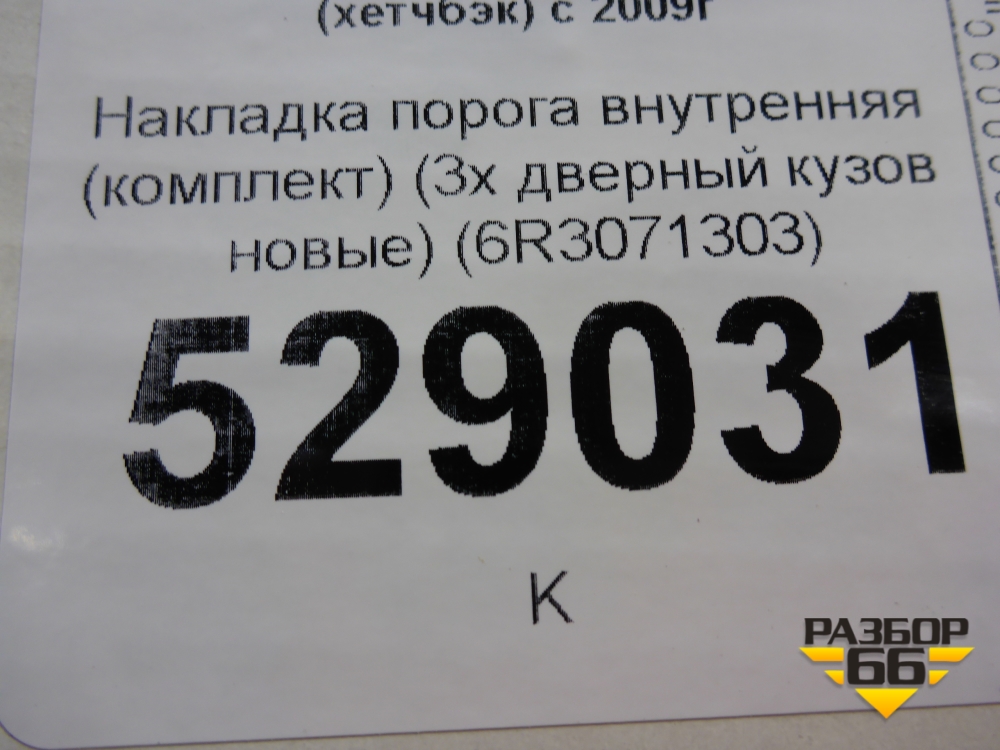 (хетчбэк) с 2009г
Накладка порога внутренняя
(комплект) (3х дверный кузов
новые) (6R3071303)
529031
К
РАЗБОР
66